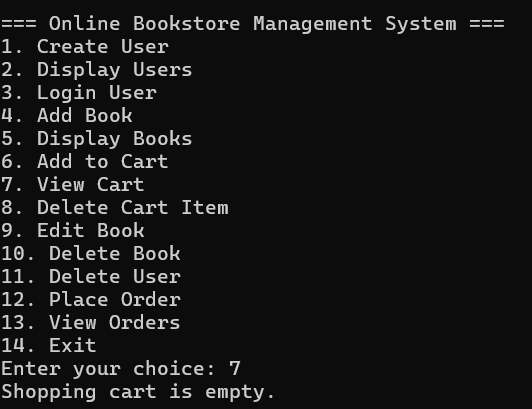 === Online Bookstore Management System ===
1. Create User
2. Display Users
3. Login User
4. Add Book
5. Display Books
6. Add to Cart
7. View Cart
8. Delete Cart Item
9. Edit Book
10. Delete Book
11. Delete User
12. Place Order
13. View Orders
14. Exit
Enter your choice: 7
Shopping cart is empty.